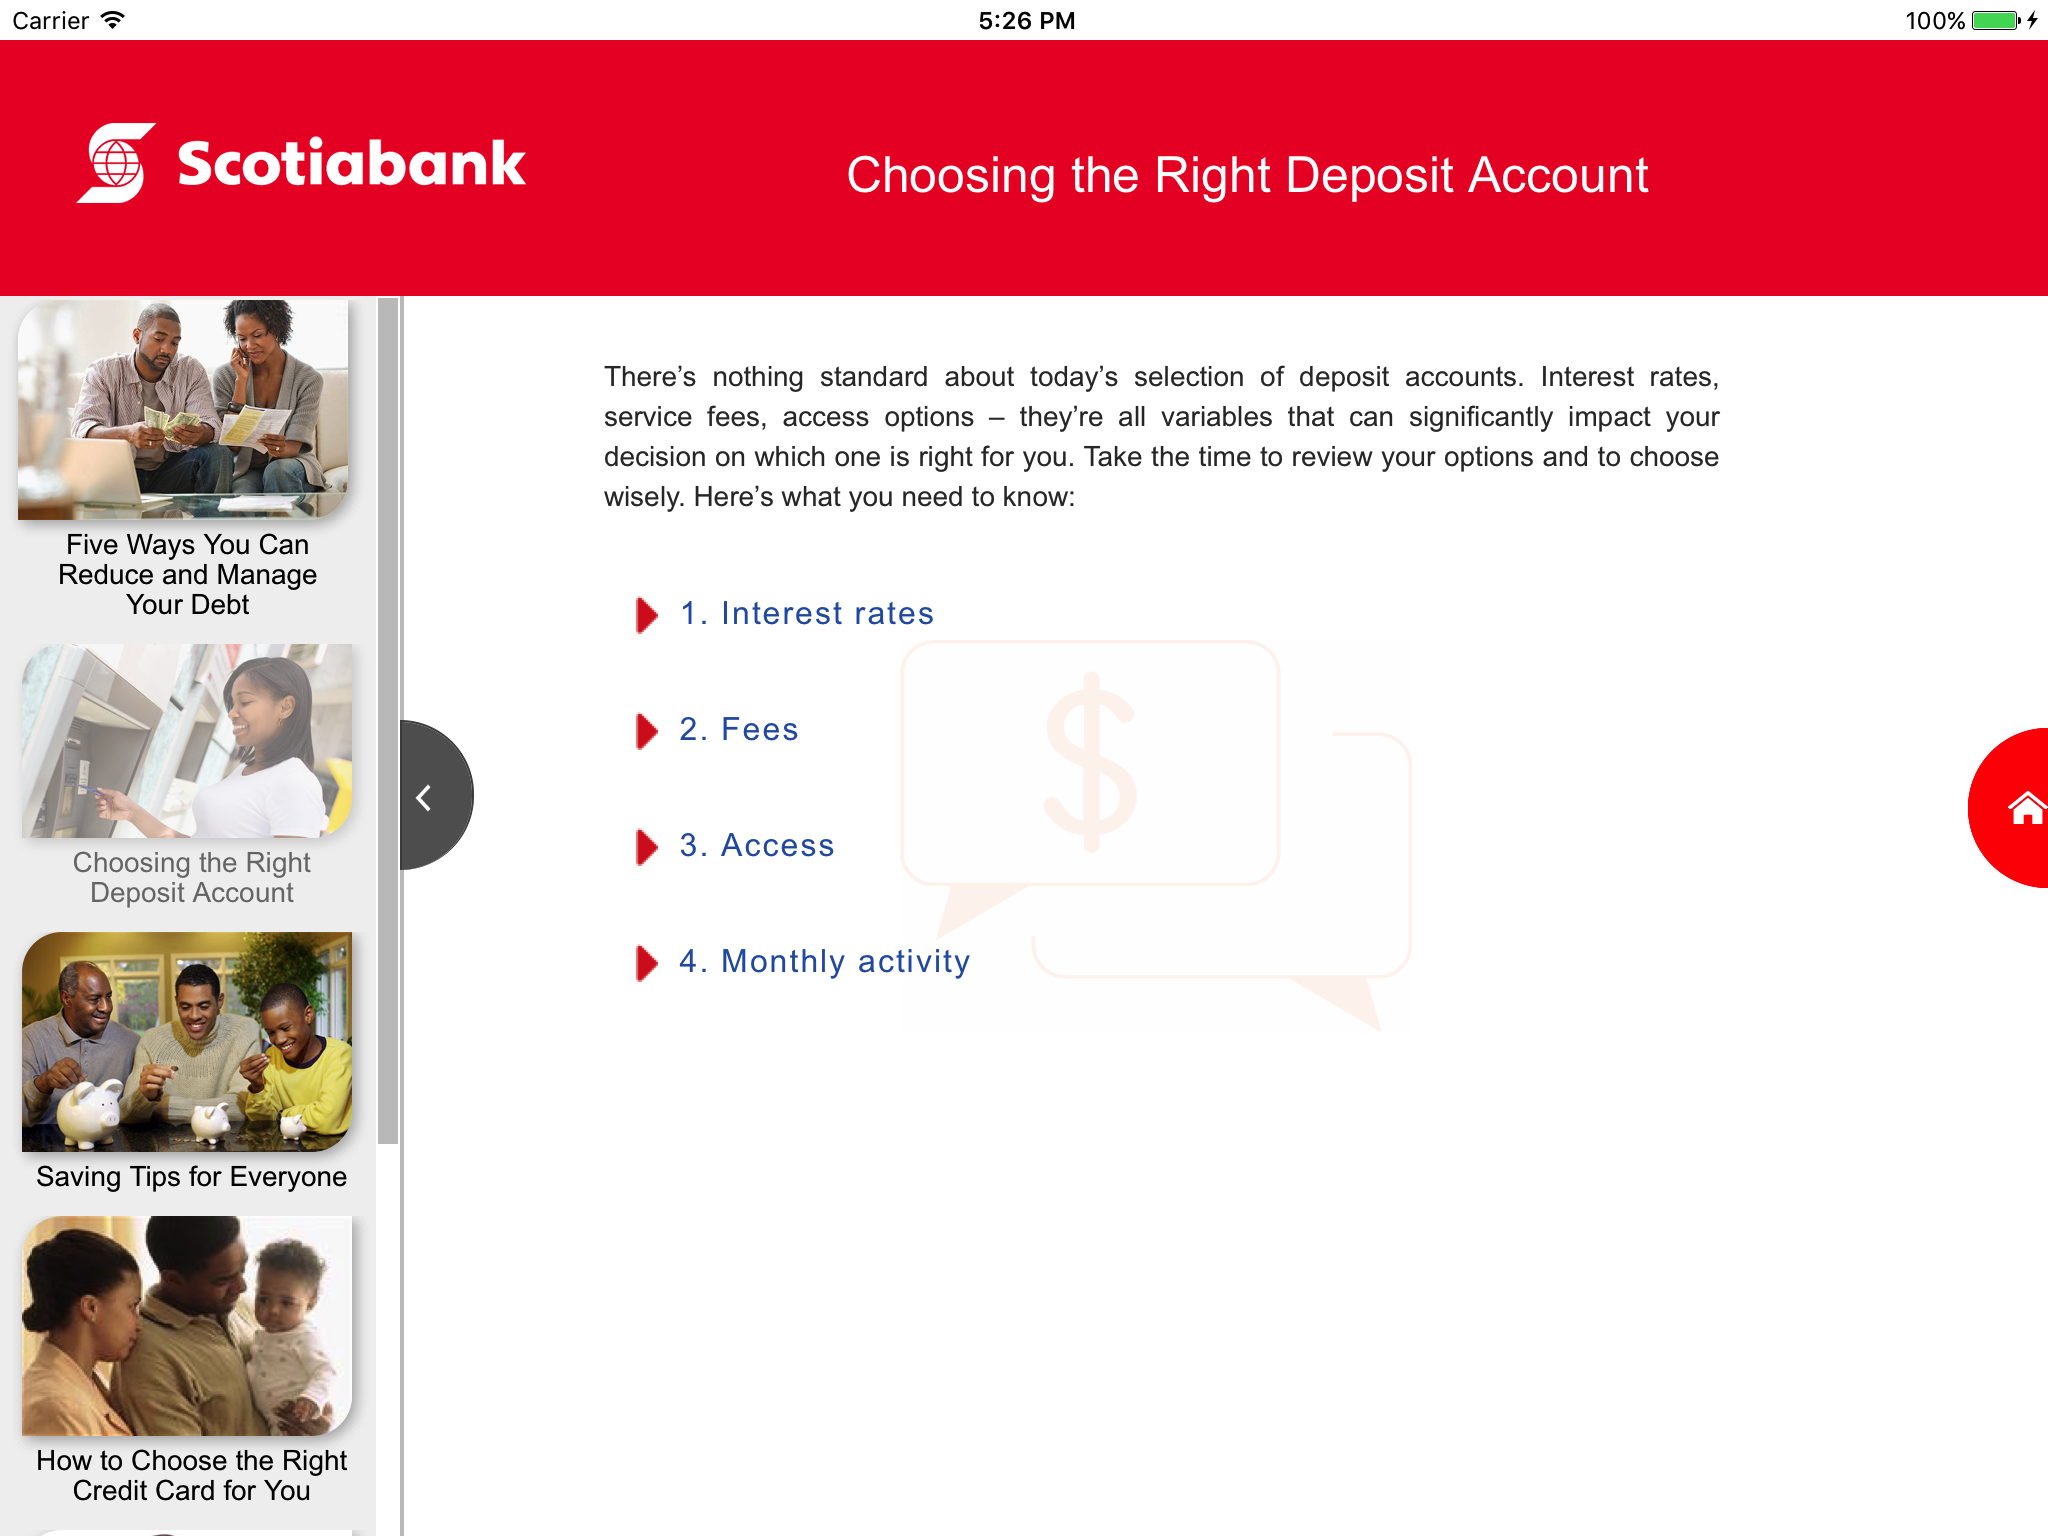 Carrier
5:26 PM
100%
Scotiabank
Choosing the Right Deposit Account
Five Ways You Can
Reduce and Manage
Your Debt
Choosing the Right
Deposit Account
Saving Tips for Everyone
How to Choose the Right
Credit Card for You
There’s nothing standard about today’s selection of deposit accounts. Interest rates,
service fees, access options – they’re all variables that can significantly impact your
decision on which one is right for you. Take the time to review your options and to choose
wisely. Here’s what you need to know:
1. Interest rates
2. Fees
3. Access
4. Monthly activity
$